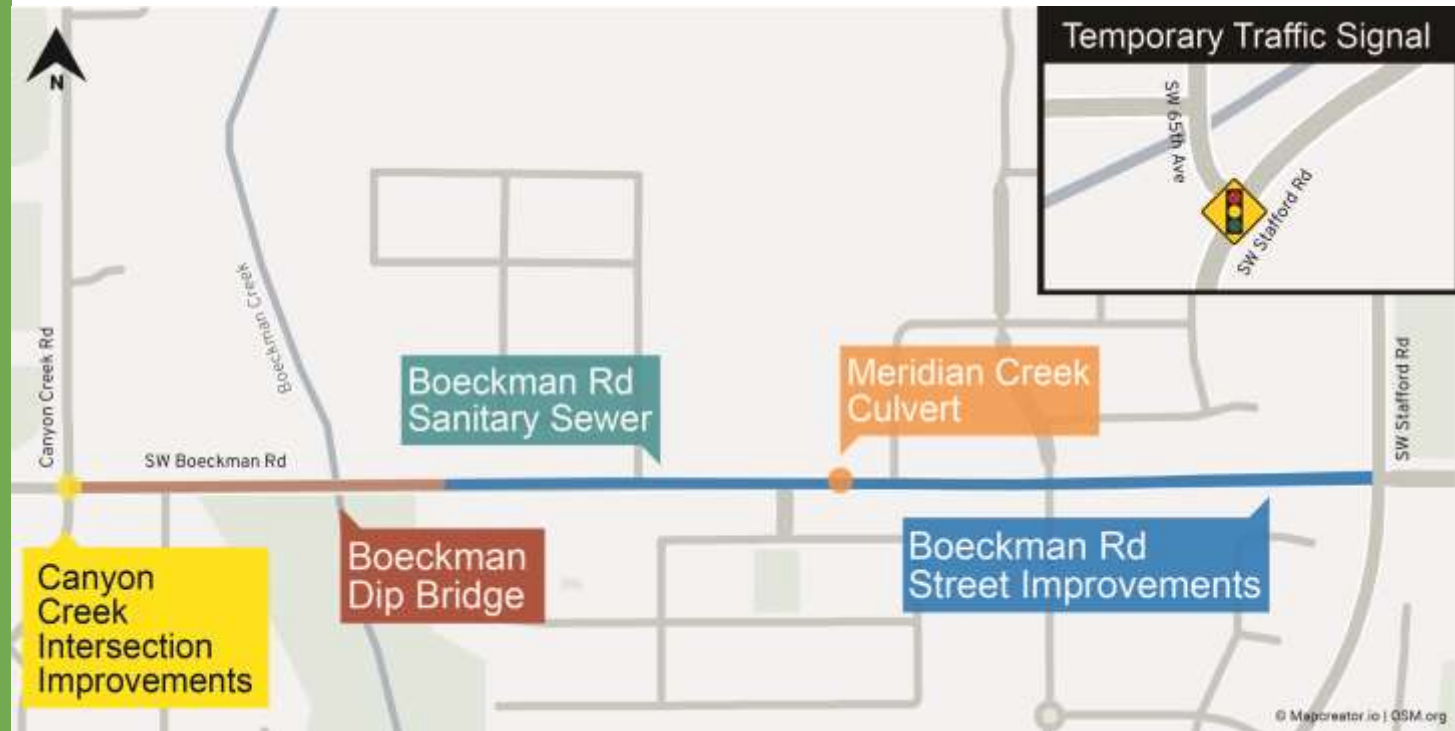 N
Temporary Traffic Signal
SW 65th Ave
SW Stafford Rd
Canyon Creek Rd
Boeckman Creek
SW Boeckman Rd
Boeckman Rd
Sanitary Sewer
Meridian Creek
Culvert
SW Stafford Rd
Canyon
Creek
Intersection
Improvements
Boeckman
Dip Bridge
Boeckman Rd
Street Improvements
© Mapcreator.io | OSM.org